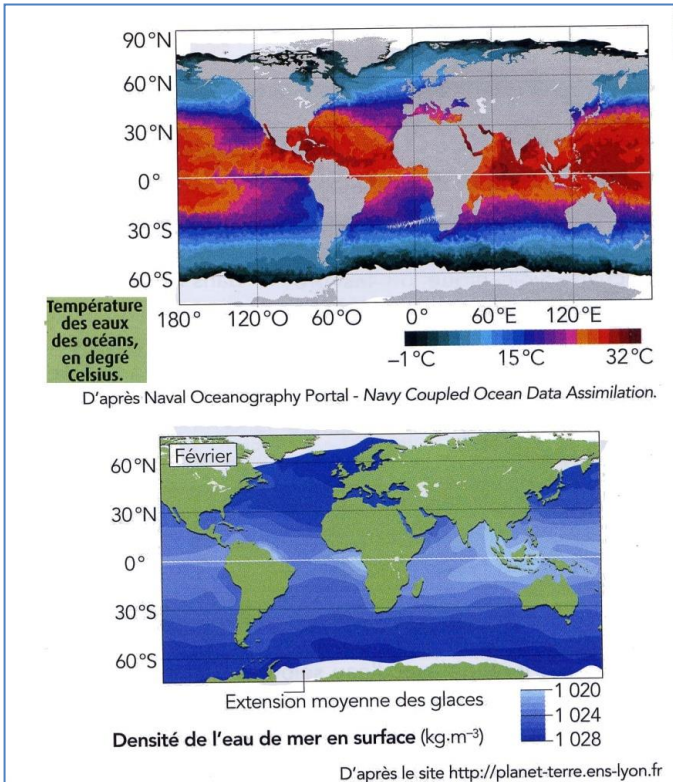 90°N
60°N
30°N
0°
30°S
60°S
Température
des eaux
des océans,
en degré
Celsius.
180° 120°O 60°O 0° 60°E 120°E
–1°C 15°C 32°C
D'après Naval Oceanography Portal - Navy Coupled Ocean Data Assimilation.
Février
60°N
30°N
0°
30°S
60°S
Extension moyenne des glaces
1 020
1 024
1 028
Densité de l'eau de mer en surface (kg·m⁻³)
D'après le site http://planet-terre.ens-lyon.fr